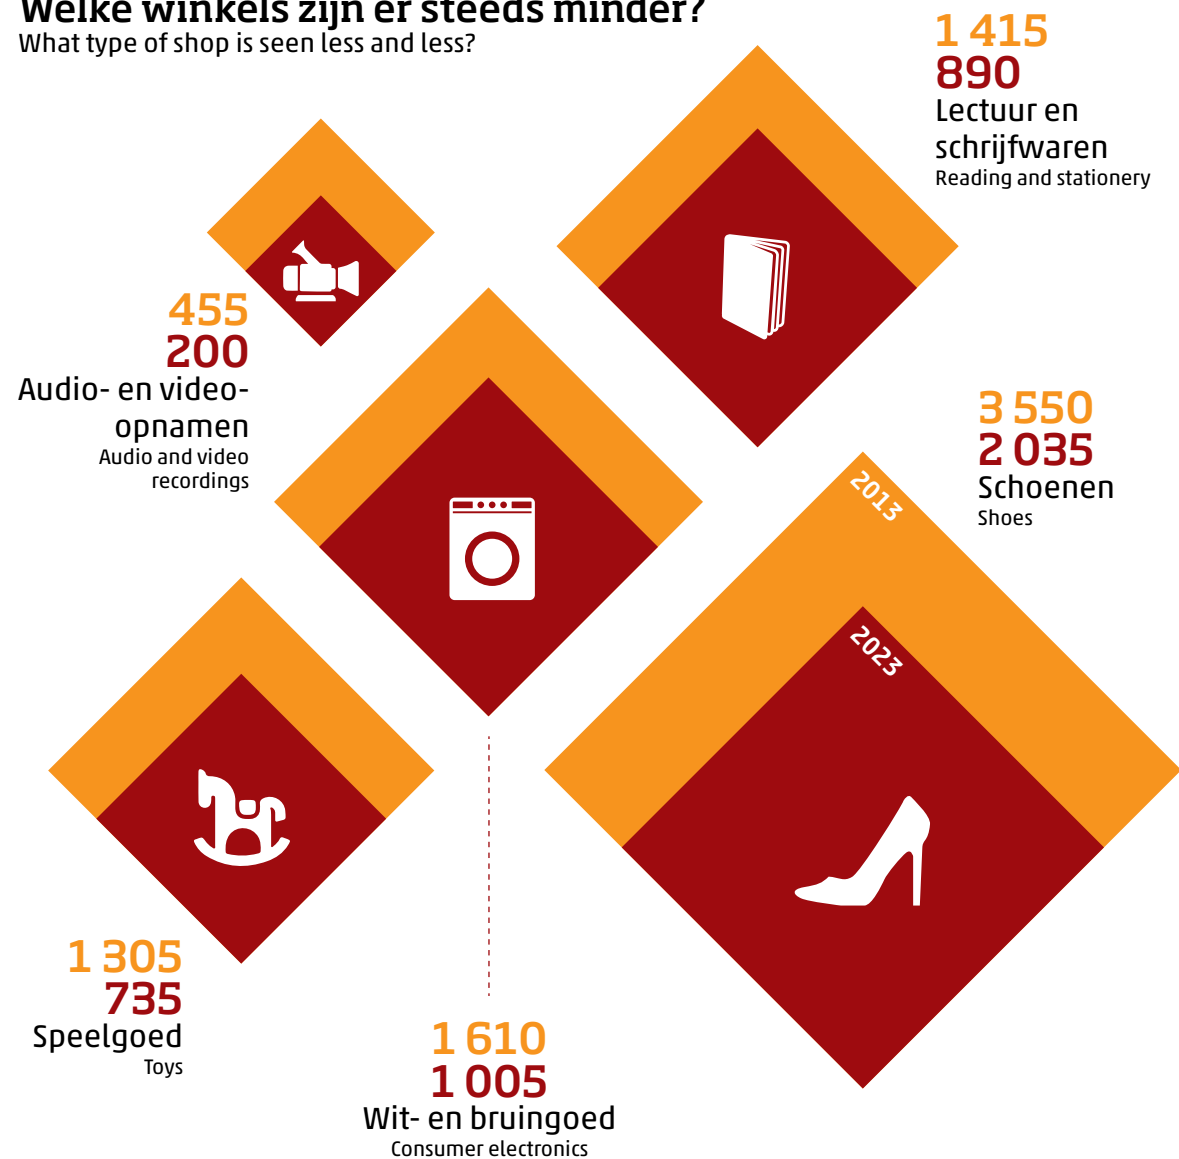 Welke winkels zijn er steeds minder?
What type of shop is seen less and less?
1 415
890
Lectuur en
schrijfwaren
Reading and stationery
455
200
Audio- en video-
opnamen
Audio and video
recordings
3 550
2 035
Schoenen
Shoes
2013
2023
1 305
735
Speelgoed
Toys
1 610
1 005
Wit- en bruingoed
Consumer electronics